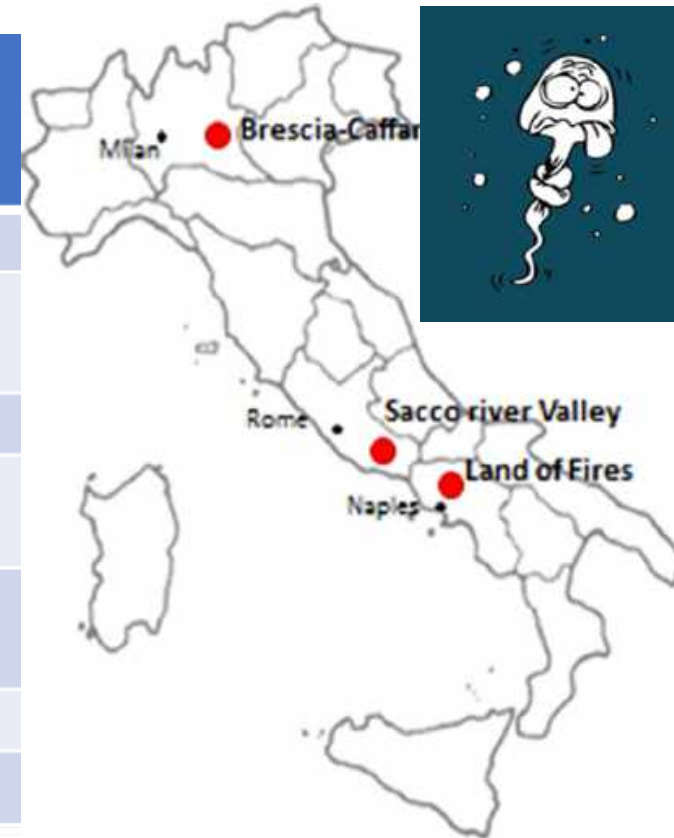 Milan
Brescia-Caffar
Rome
Sacco river Valley
Land of Fires
Naples